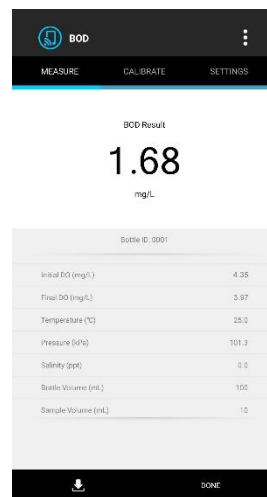 BOD
MEASURE CALIBRATE SETTINGS
BOD Result
1.68
mg/L
Bottle ID: 0001
Initial DO (mg/L) 4.35
Final DO (mg/L) 3.97
Temperature (℃) 25.0
Pressure (kPa) 101.3
Salinity (ppt) 0.0
Bottle Volume (mL) 100
Sample Volume (mL) 10
DONE